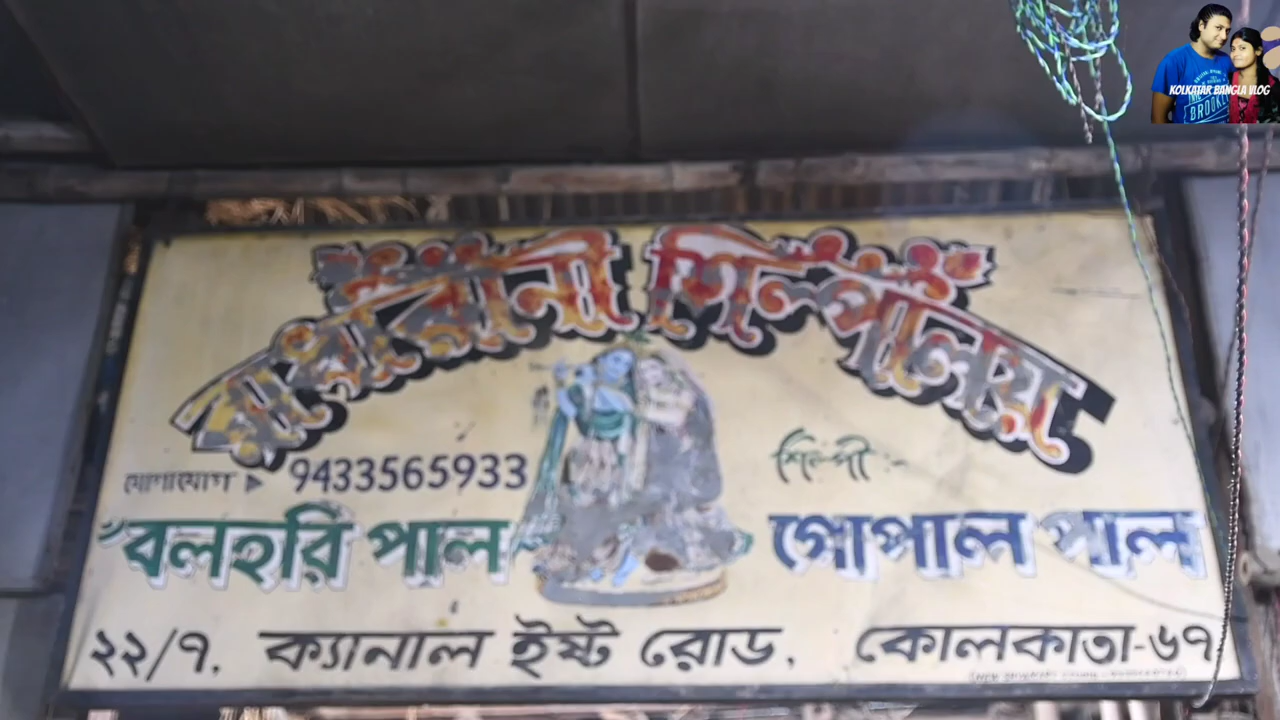 KOLKATAR BANGLA VLOG
রাধারানী শিল্পালয়
যোগাযোগ 9433565933
শিল্পী :-
বলহরি পাল
গোপাল পাল
২২/৭, ক্যানাল ইষ্ট রোড, কোলকাতা-৬৭